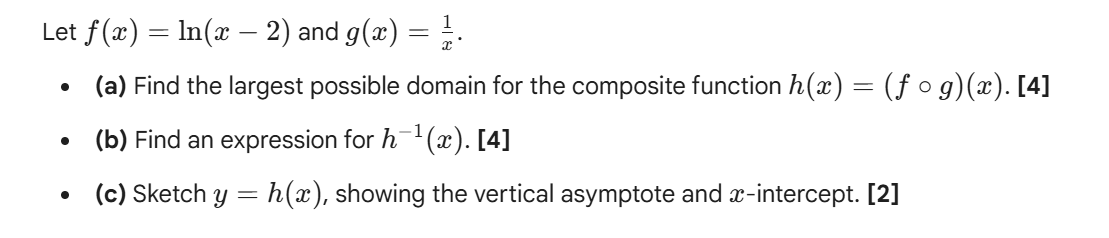 Let f(x) = ln(x − 2) and g(x) = 1/x.
• (a) Find the largest possible domain for the composite function h(x) = (f ∘ g)(x). [4]
• (b) Find an expression for h⁻¹(x). [4]
• (c) Sketch y = h(x), showing the vertical asymptote and x-intercept. [2]